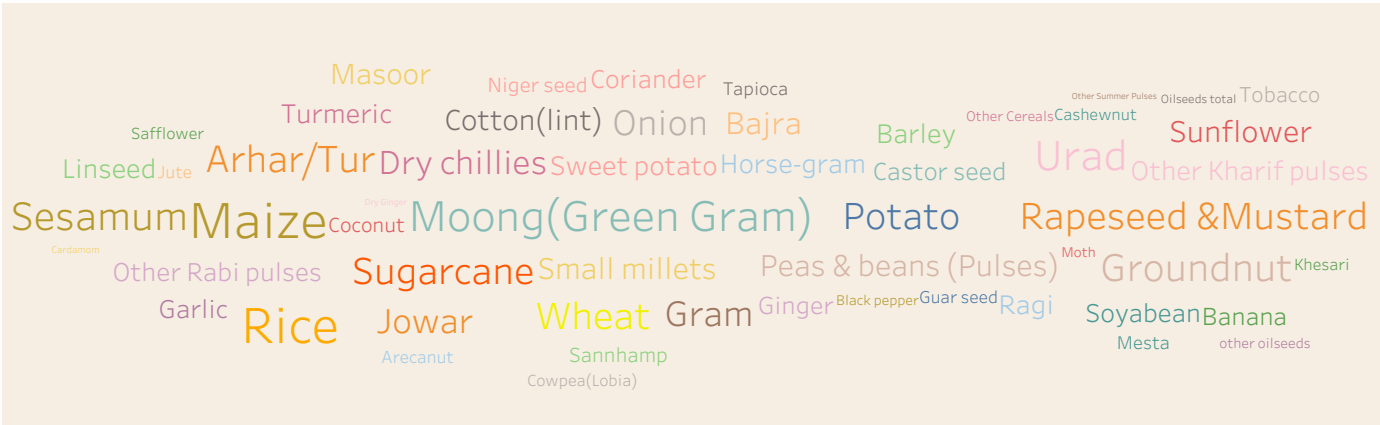 Masoor
Niger seed Coriander Tapioca
Other Summer Pulses Oilseeds total Tobacco
Turmeric Cotton(lint) Onion Bajra Other Cereals Cashewnut
Safflower Barley Sunflower
Linseed Jute Arhar/Tur Dry chillies Sweet potato Horse-gram Castor seed Urad Other Kharif pulses
Dry Ginger
Sesamum Maize Coconut Moong(Green Gram) Potato Rapeseed &Mustard
Cardamom Moth
Other Rabi pulses Sugarcane Small millets Peas & beans (Pulses) Groundnut Khesari
Garlic Rice Jowar Wheat Gram Ginger Black pepper Guar seed Ragi Soyabean Banana
Arecanut Sannhamp Mesta other oilseeds
Cowpea(Lobia)